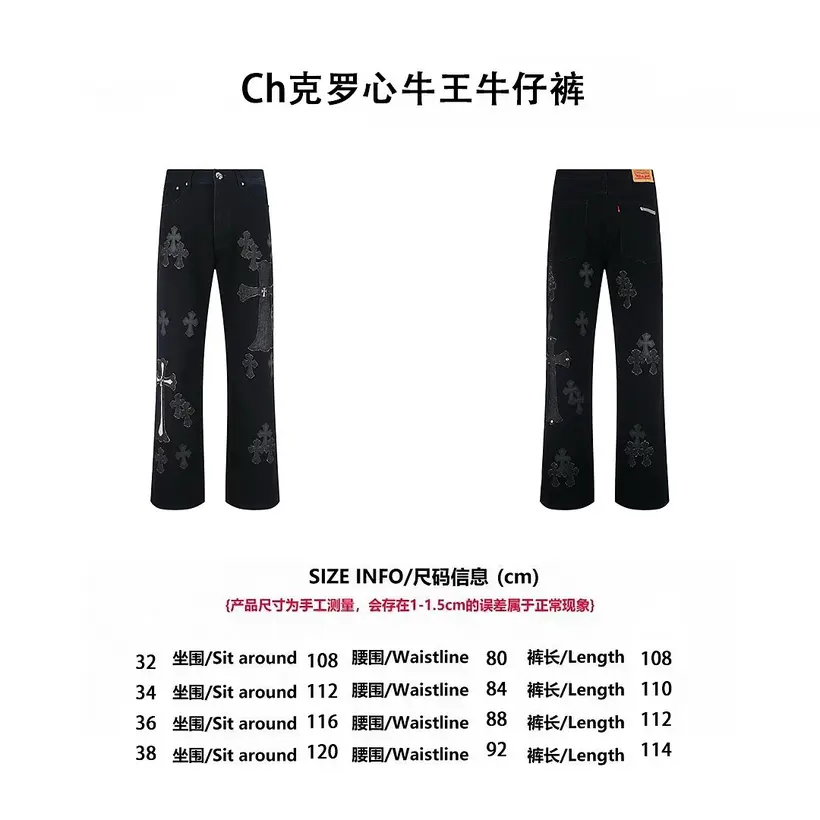 Ch克罗心牛王牛仔裤
SIZE INFO/尺码信息 (cm)
{产品尺寸为手工测量，会存在1-1.5cm的误差属于正常现象}
32 坐围/Sit around 108 腰围/Waistline 80 裤长/Length 108
34 坐围/Sit around 112 腰围/Waistline 84 裤长/Length 110
36 坐围/Sit around 116 腰围/Waistline 88 裤长/Length 112
38 坐围/Sit around 120 腰围/Waistline 92 裤长/Length 114